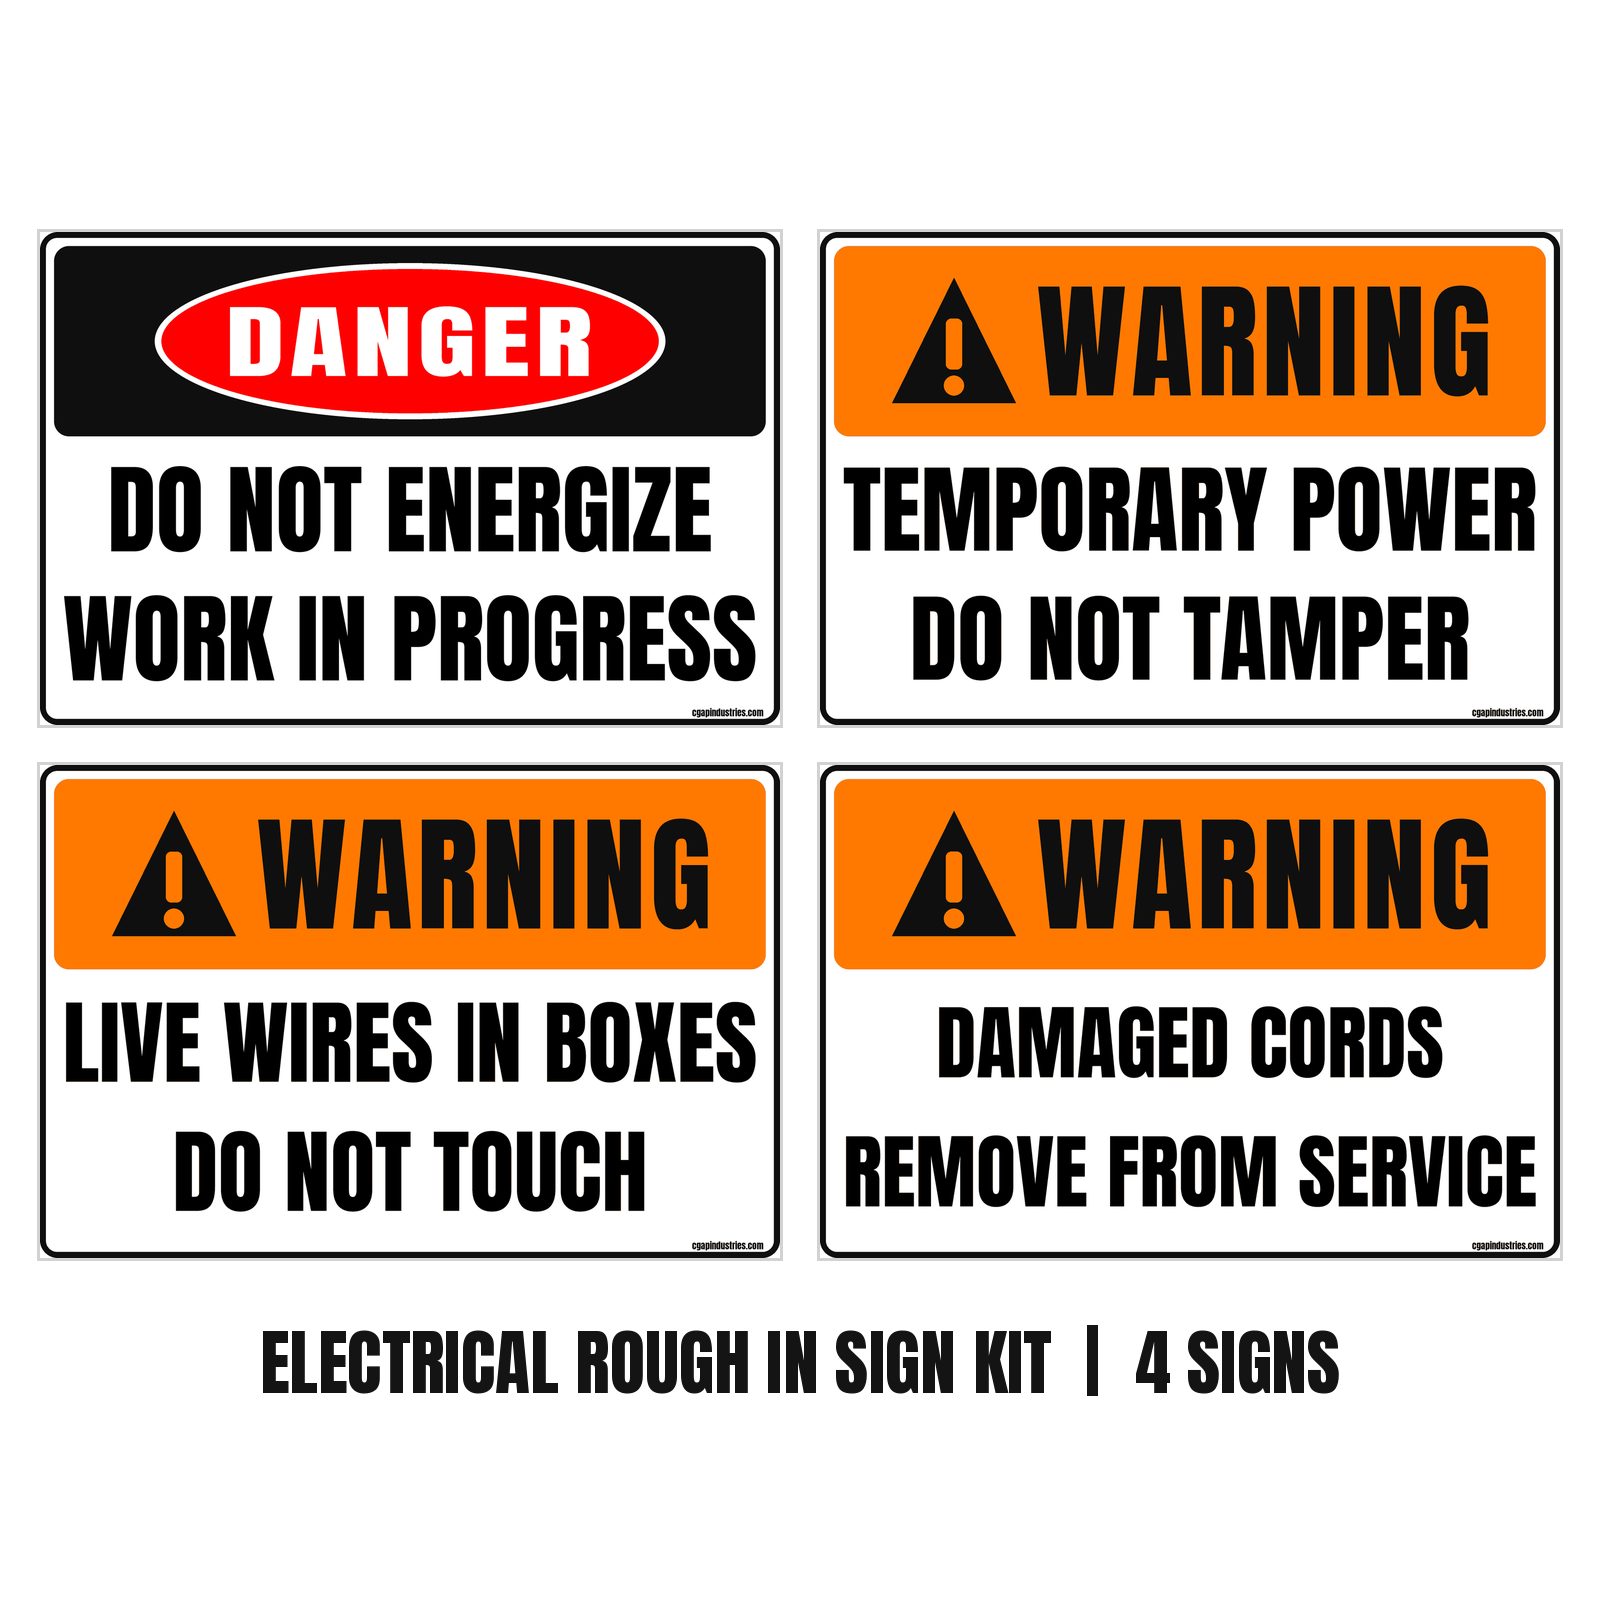 DANGER
DO NOT ENERGIZE
WORK IN PROGRESS
cgapindustries.com
WARNING
TEMPORARY POWER
DO NOT TAMPER
cgapindustries.com
WARNING
LIVE WIRES IN BOXES
DO NOT TOUCH
cgapindustries.com
WARNING
DAMAGED CORDS
REMOVE FROM SERVICE
cgapindustries.com
ELECTRICAL ROUGH IN SIGN KIT | 4 SIGNS